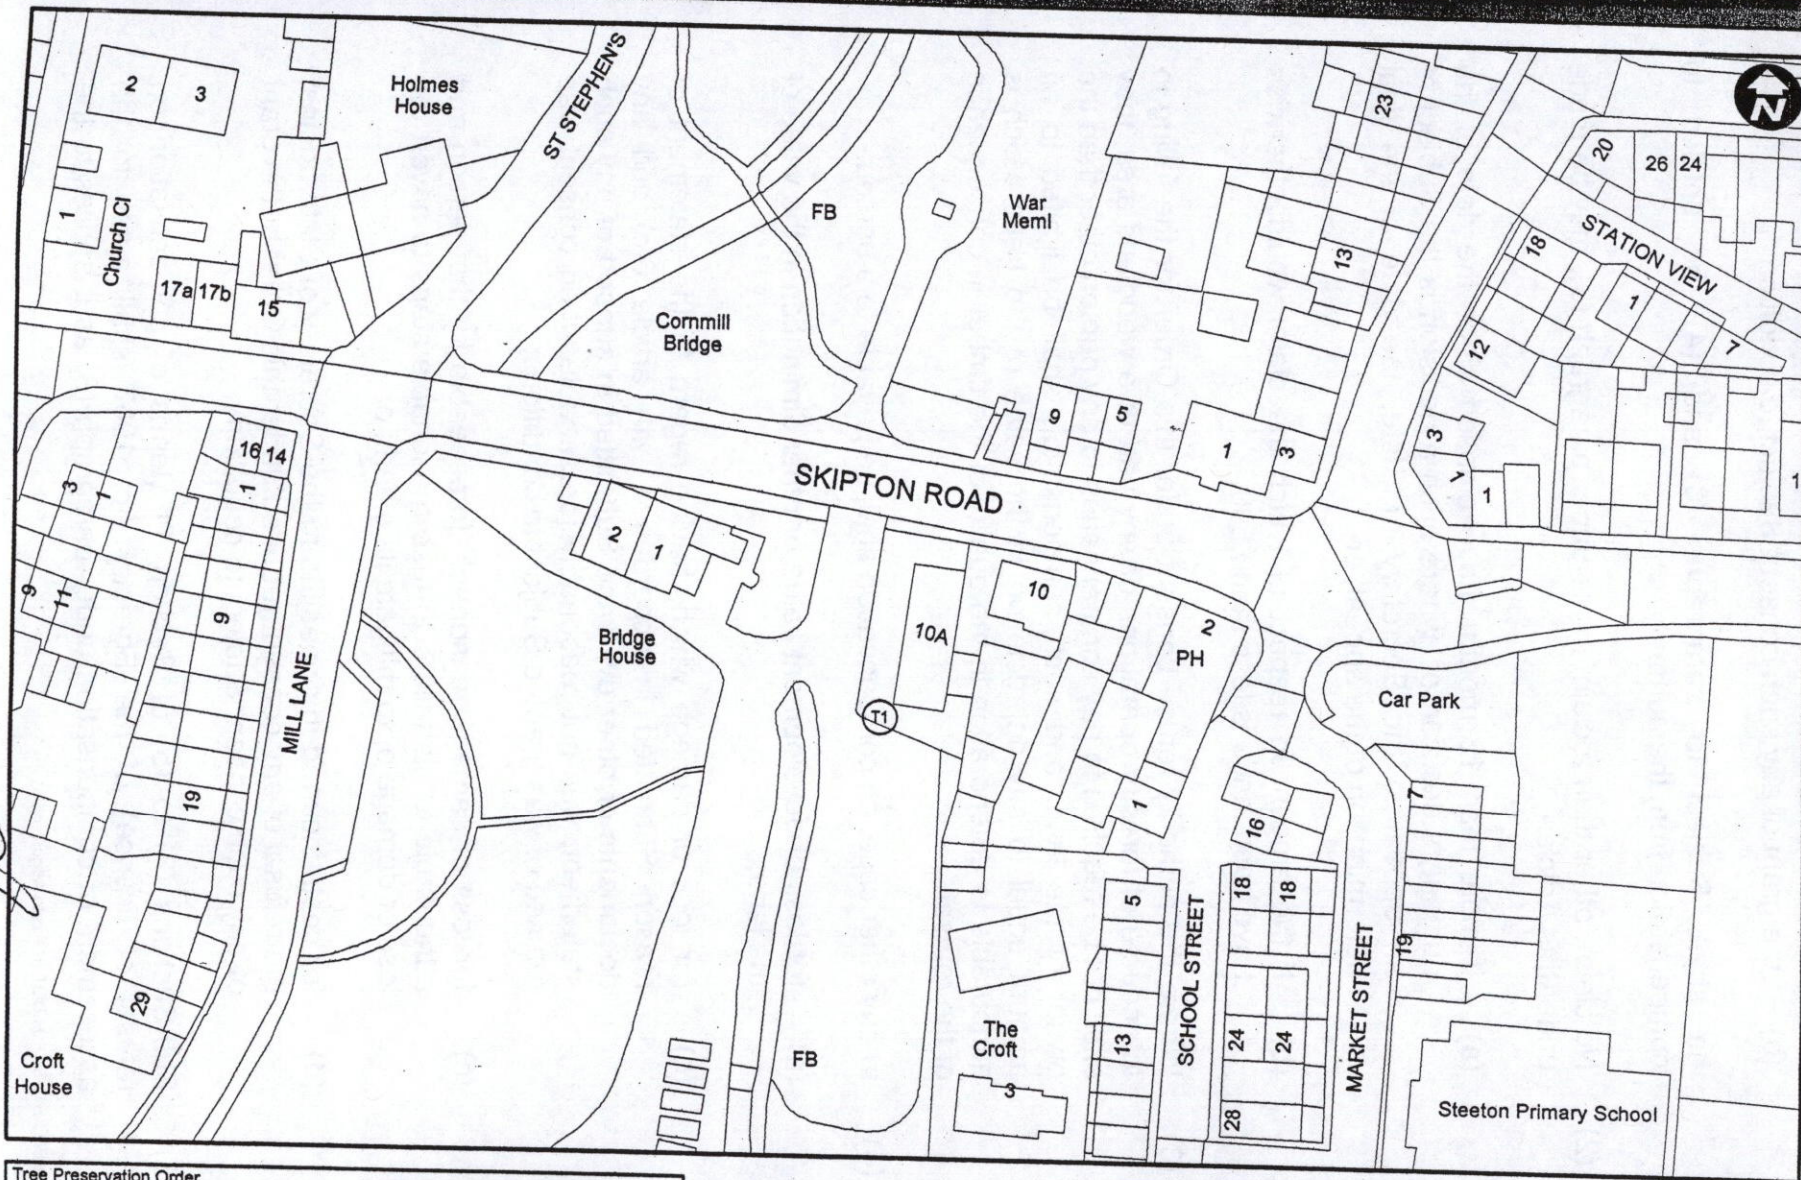 ST STEPHEN'S
2
3
Holmes
House
23
N
20
26
24
1
Church Cl
FB
War
Meml
STATION VIEW
18
13
17a
17b
15
Cornmill
Bridge
1
7
12
9
5
1
3
3
1
1
1
16
14
1
SKIPTON ROAD
3
1
2
1
10
2
PH
9
11
9
MILL LANE
Bridge
House
10A
T1
Car Park
19
1
7
16
18
18
5
SCHOOL STREET
19
MARKET STREET
29
The
Croft
3
13
24
24
28
FB
Croft
House
Steeton Primary School
Tree Preservation Order